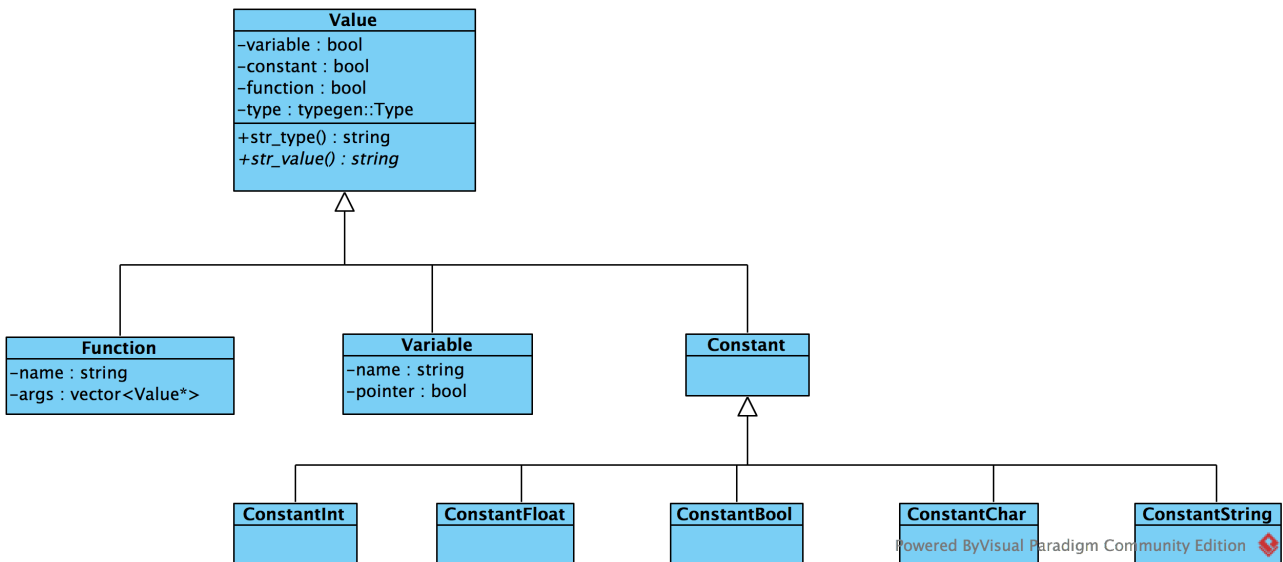 Value
-variable : bool
-constant : bool
-function : bool
-type : typegen::Type
+str_type() : string
+str_value() : string
Function
-name : string
-args : vector<Value*>
Variable
-name : string
-pointer : bool
Constant
ConstantInt
ConstantFloat
ConstantBool
ConstantChar
ConstantString
Powered ByVisual Paradigm Community Edition